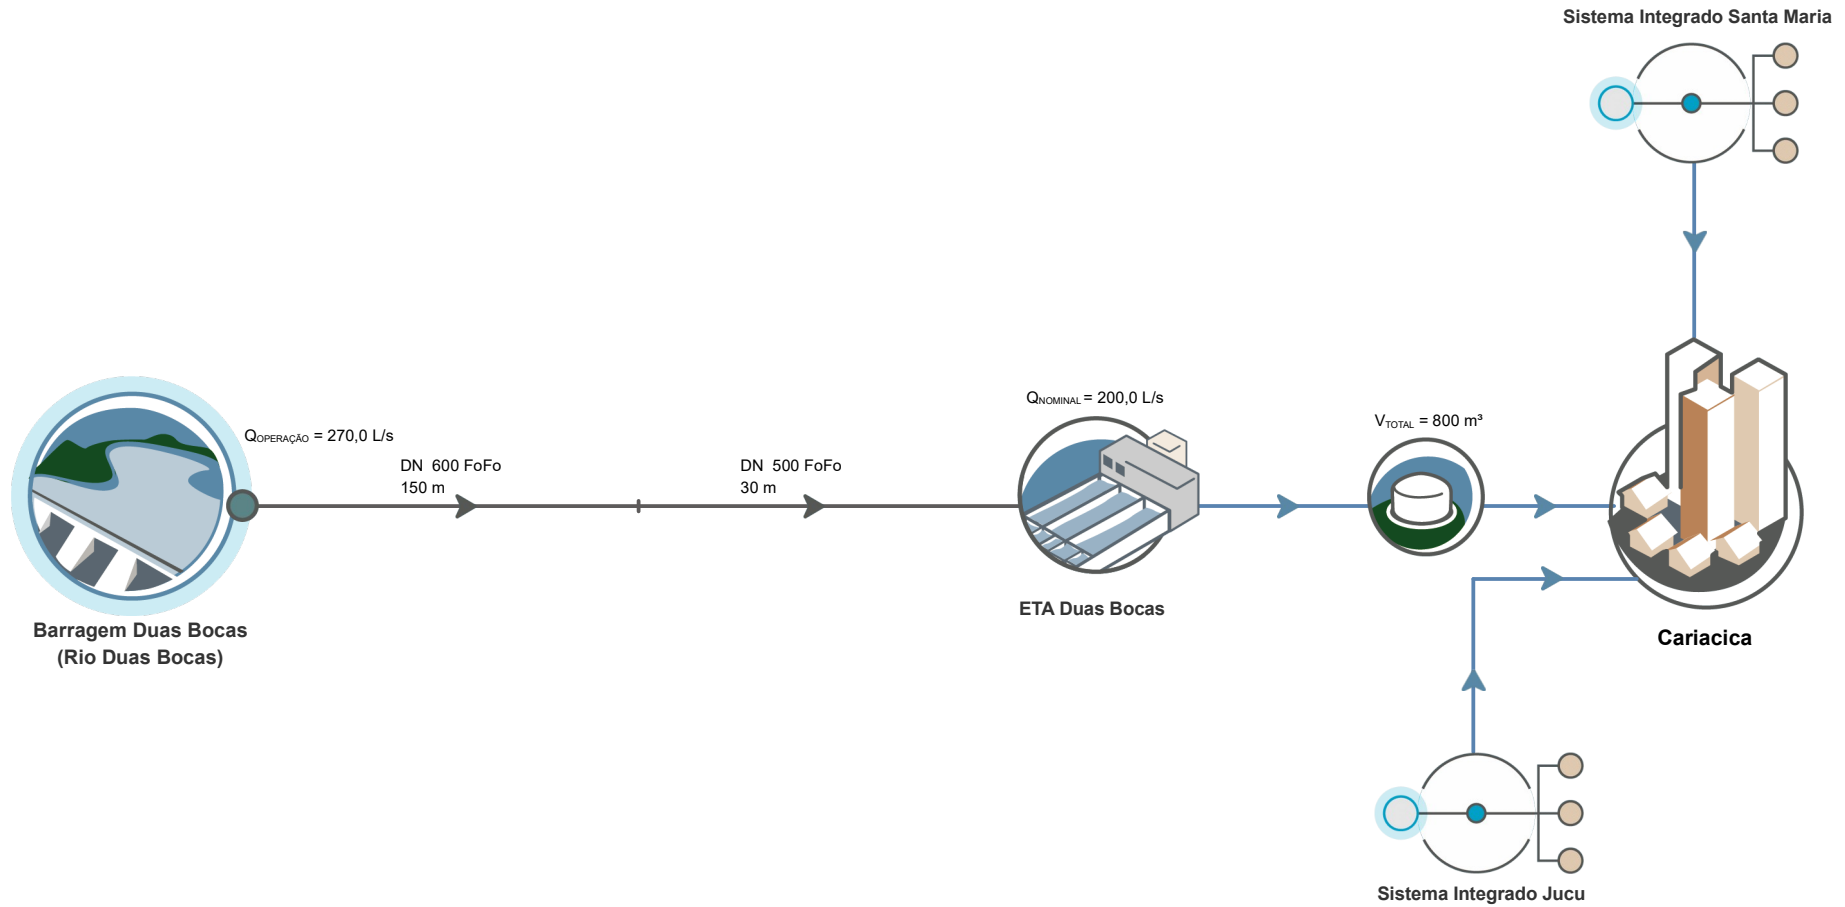 Sistema Integrado Santa Maria
QNOMINAL = 200,0 L/s
VTOTAL = 800 m³
QOPERAÇÃO = 270,0 L/s
DN 600 FoFo
150 m
DN 500 FoFo
30 m
ETA Duas Bocas
Barragem Duas Bocas
(Rio Duas Bocas)
Cariacica
Sistema Integrado Jucu